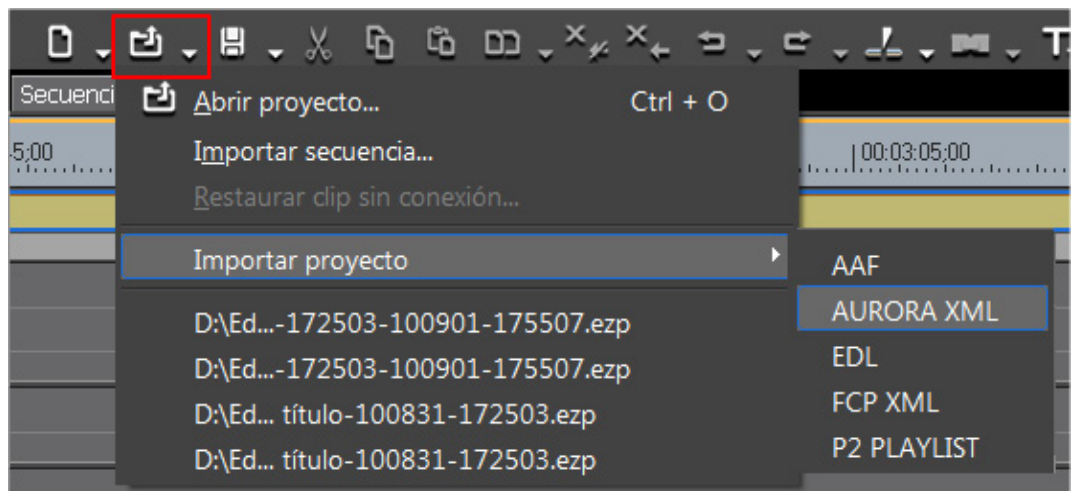 T
Secuenci
Abrir proyecto... Ctrl + O
5;00
Importar secuencia...
00:03:05;00
Restaurar clip sin conexión...
Importar proyecto
AAF
AURORA XML
EDL
FCP XML
P2 PLAYLIST
D:\Ed...-172503-100901-175507.ezp
D:\Ed...-172503-100901-175507.ezp
D:\Ed... título-100831-172503.ezp
D:\Ed... título-100831-172503.ezp